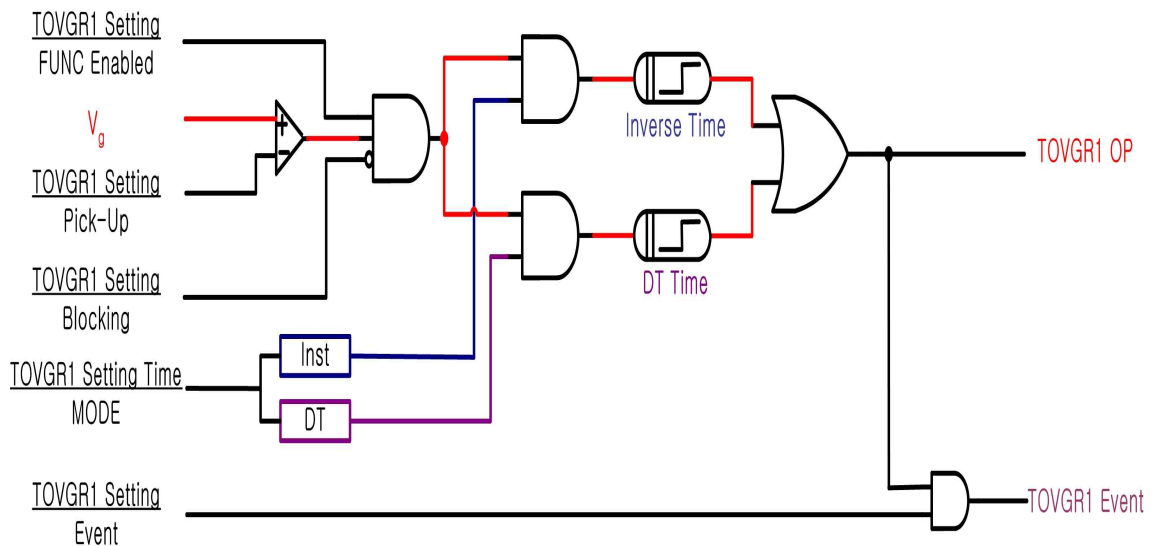 TOVGR1 Setting
FUNC Enabled
Vg
+
-
TOVGR1 Setting
Pick-Up
TOVGR1 Setting
Blocking
TOVGR1 Setting Time
MODE
Inst
DT
TOVGR1 Setting
Event
Inverse Time
DT Time
TOVGR1 OP
TOVGR1 Event